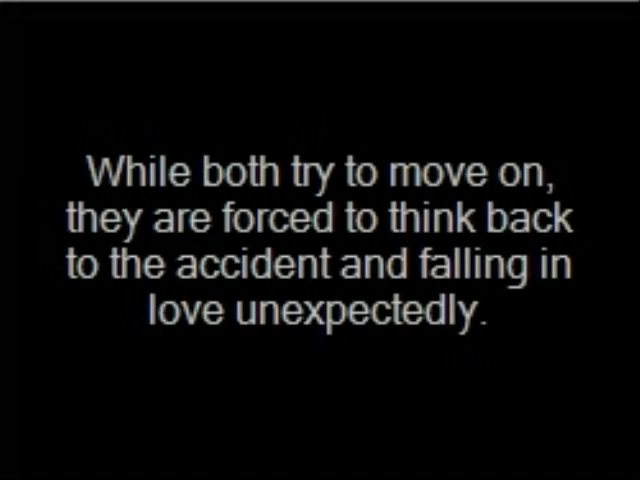 While both try to move on,
they are forced to think back
to the accident and falling in
love unexpectedly.